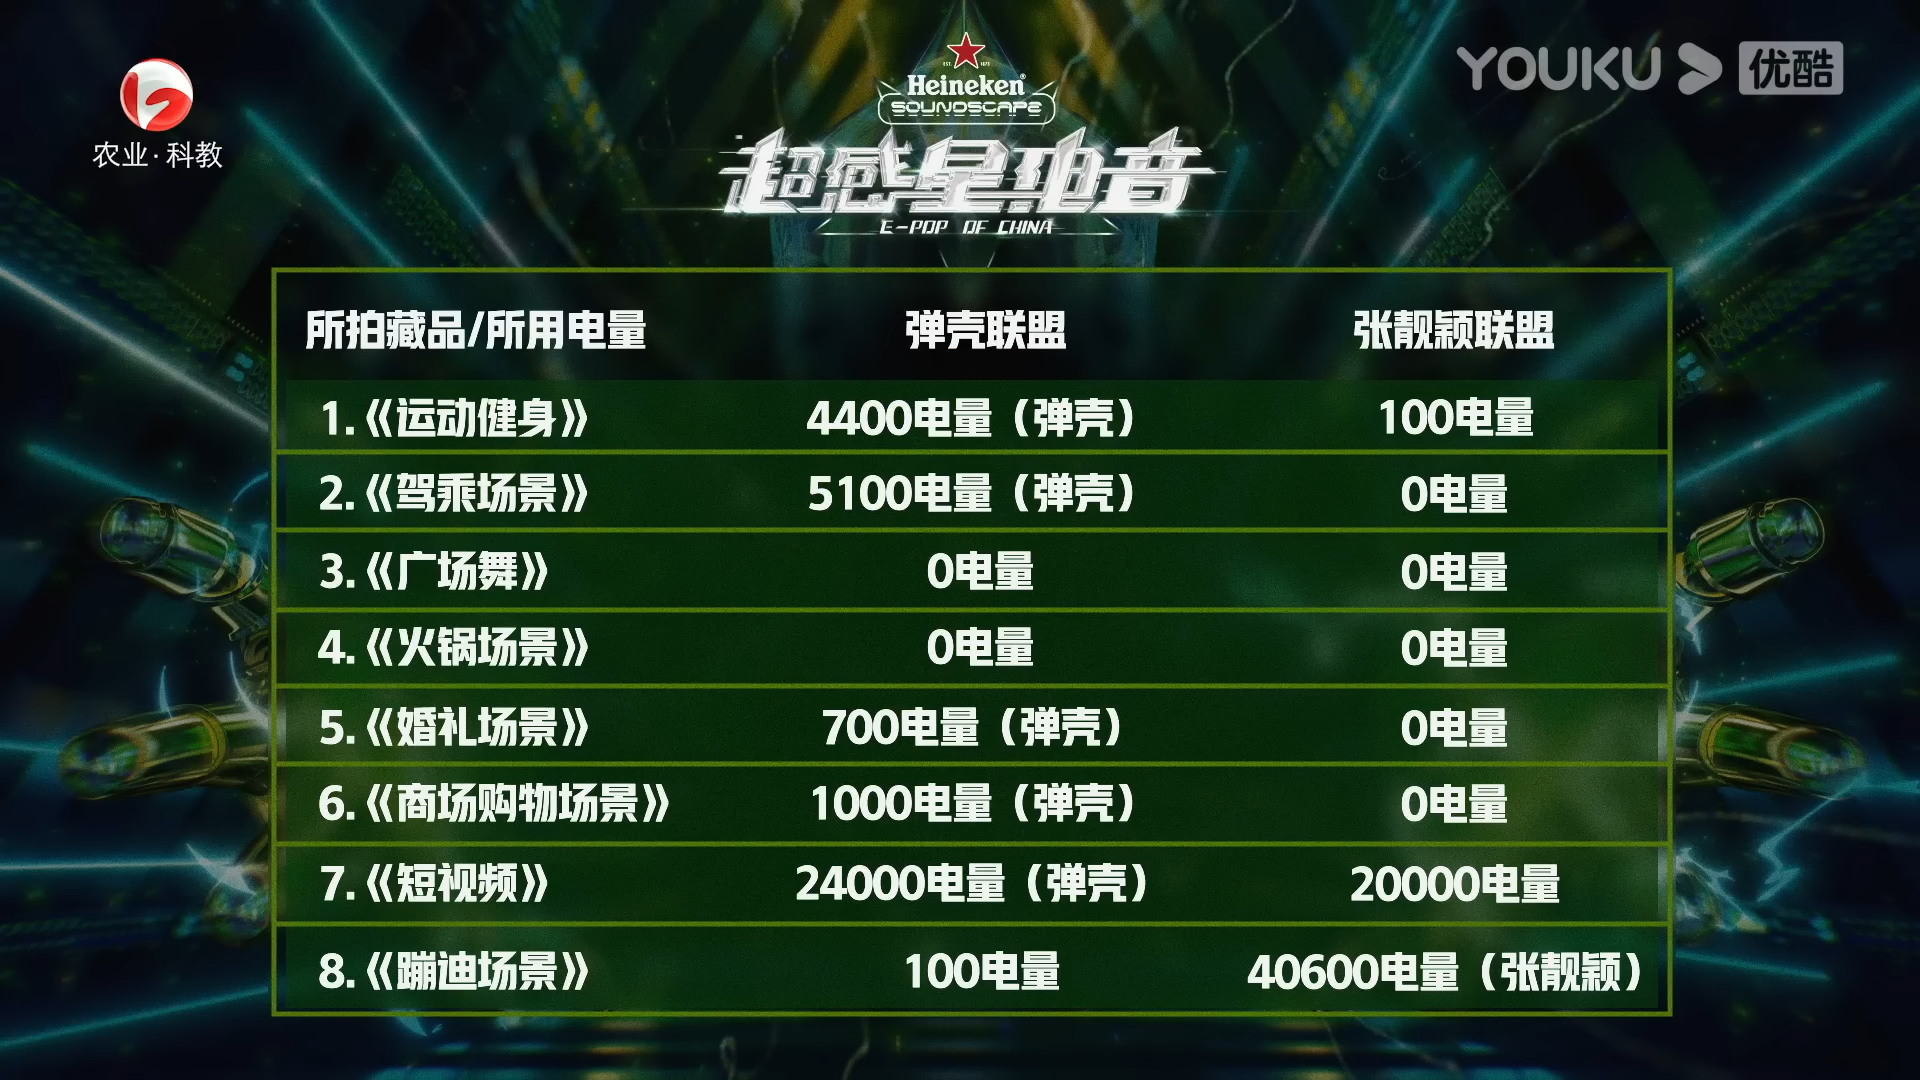 农业·科教
EST. 1873
Heineken
SOUNDSCAPE
超感星电音
E-POP OF CHINA
YOUKU 优酷
所拍藏品/所用电量 弹壳联盟 张靓颖联盟
1.《运动健身》 4400电量（弹壳） 100电量
2.《驾乘场景》 5100电量（弹壳） 0电量
3.《广场舞》 0电量 0电量
4.《火锅场景》 0电量 0电量
5.《婚礼场景》 700电量（弹壳） 0电量
6.《商场购物场景》 1000电量（弹壳） 0电量
7.《短视频》 24000电量（弹壳） 20000电量
8.《蹦迪场景》 100电量 40600电量（张靓颖）